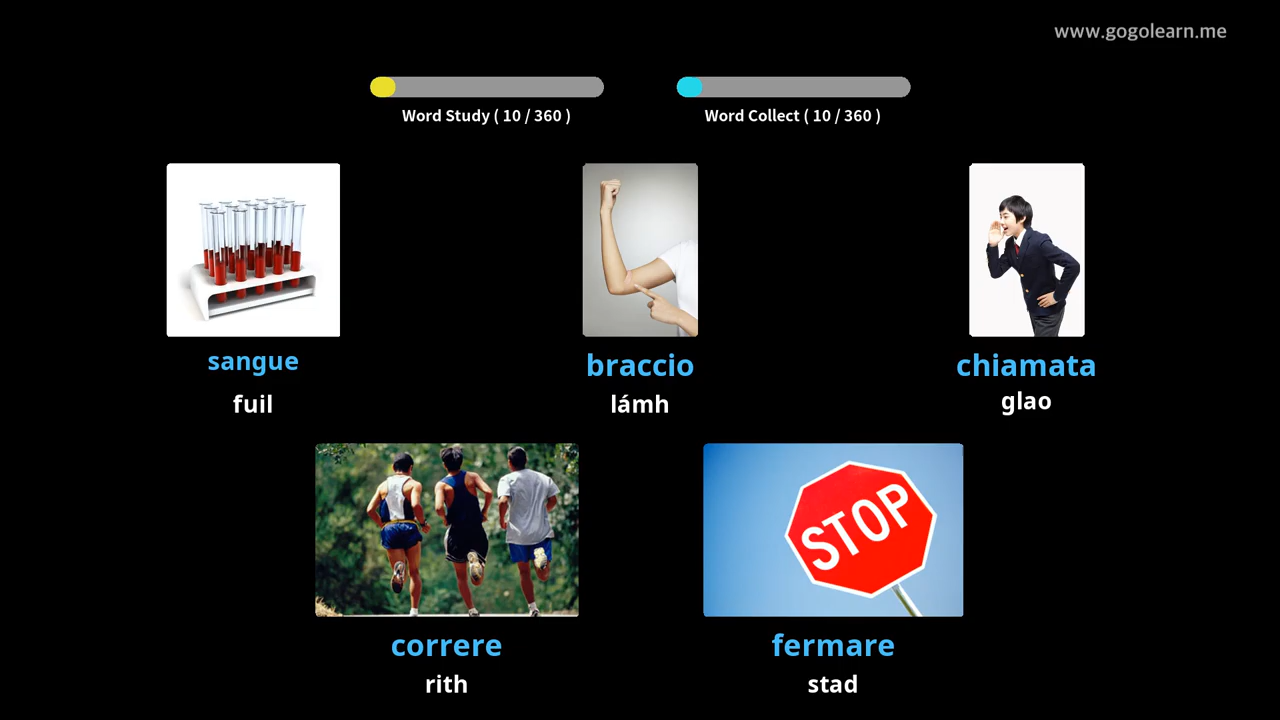 www.gogolearn.me
Word Study ( 10 / 360 )
Word Collect ( 10 / 360 )
sangue
fuil
braccio
lámh
chiamata
glao
STOP
correre
rith
fermare
stad